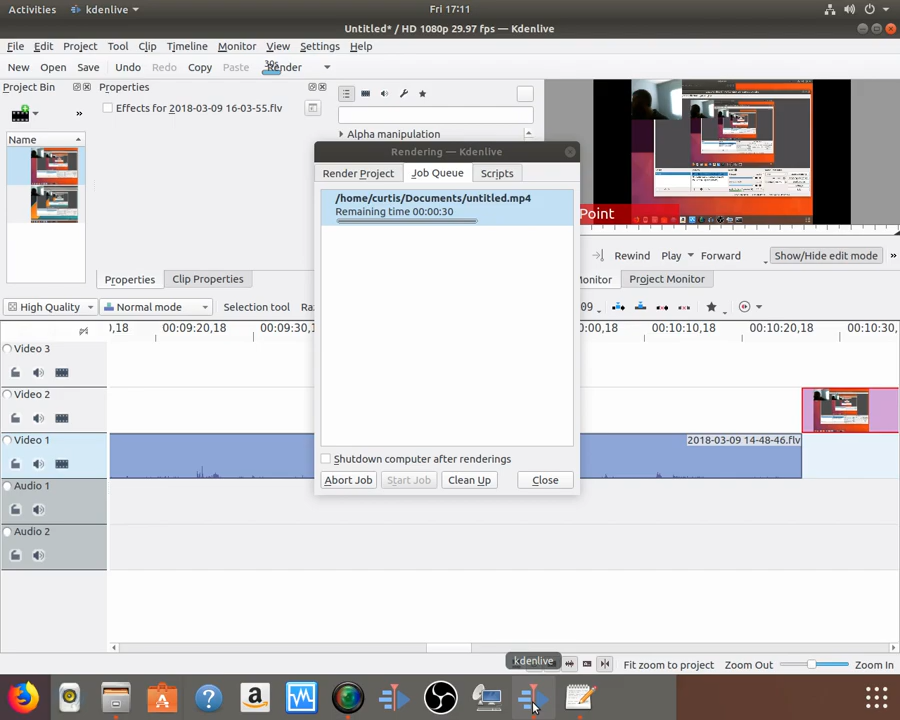 Activities
kdenlive
Fri 17:11
Untitled* / HD 1080p 29.97 fps — Kdenlive
File Edit Project Tool Clip Timeline Monitor View Settings Help
New Open Save Undo Redo Copy Paste Render
Project Bin
Properties
Effects for 2018-03-09 16-03-55.flv
Name
Alpha manipulation
Rendering — Kdenlive
Render Project
Job Queue
Scripts
/home/curtis/Documents/untitled.mp4
Remaining time 00:00:30
Point
Rewind Play Forward Show/Hide edit mode
Properties
Clip Properties
Project Monitor
High Quality
Normal mode
Selection tool
,18 00:09:20,18 00:10:10,18 00:10:20,18 00:10:30,
Video 3
Video 2
Video 1
2018-03-09 14-48-46.flv
Shutdown computer after renderings
Abort Job Start Job Clean Up Close
Audio 1
Audio 2
kdenlive
Fit zoom to project Zoom Out Zoom In